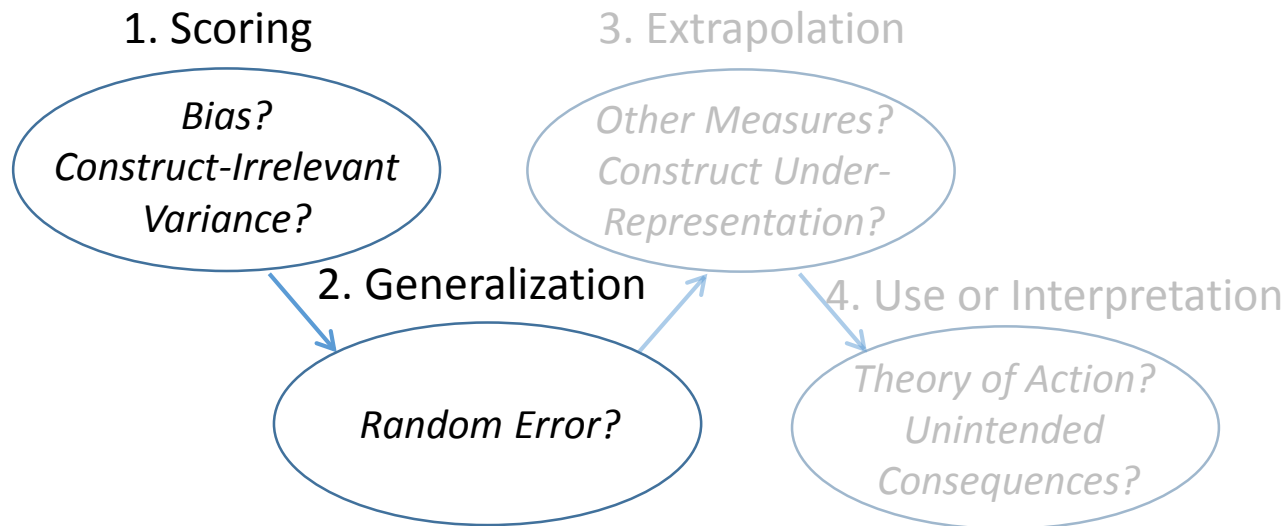 1. Scoring
Bias?
Construct-Irrelevant
Variance?
2. Generalization
Random Error?
3. Extrapolation
Other Measures?
Construct Under-
Representation?
4. Use or Interpretation
Theory of Action?
Unintended
Consequences?